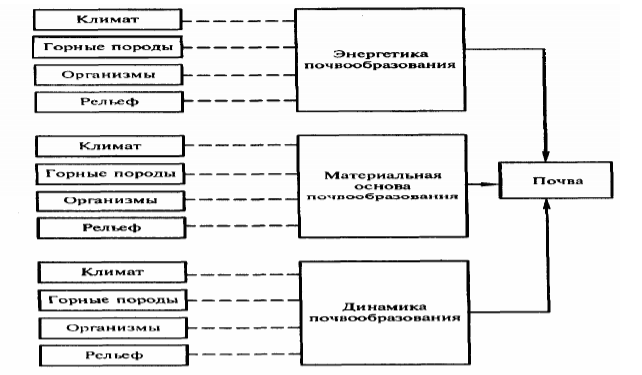 Климат
Горные породы
Организмы
Рельеф
Энергетика
почвообразования
Климат
Горные породы
Организмы
Рельеф
Материальная
основа
почвообразования
Почва
Климат
Горные породы
Организмы
Рельеф
Динамика
почвообразования